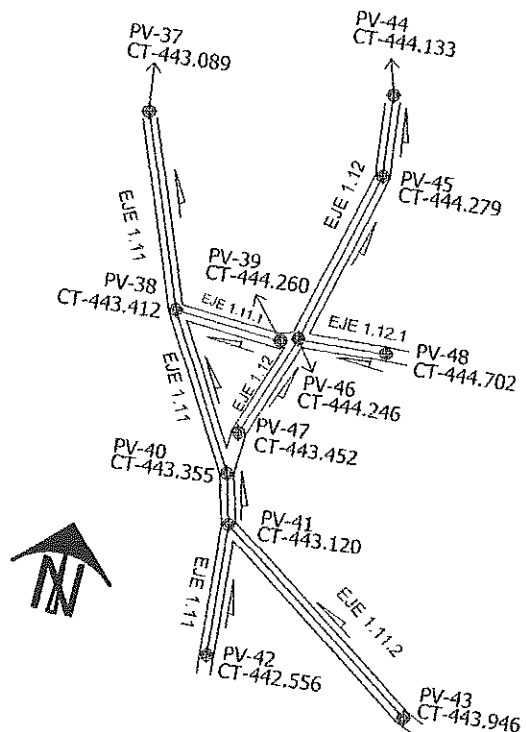 PV-37
CT-443.089
PV-44
CT-444.133
EJE 1.11
EJE 1.12
PV-45
CT-444.279
PV-39
CT-444.260
PV-38
CT-443.412
EJE 1.11.1
EJE 1.12.1
PV-48
CT-444.702
EJE 1.11
EJE 1.12
PV-46
CT-444.246
PV-47
CT-443.452
PV-40
CT-443.355
PV-41
CT-443.120
N
EJE 1.11
EJE 1.11.2
PV-42
CT-442.556
PV-43
CT-443.946